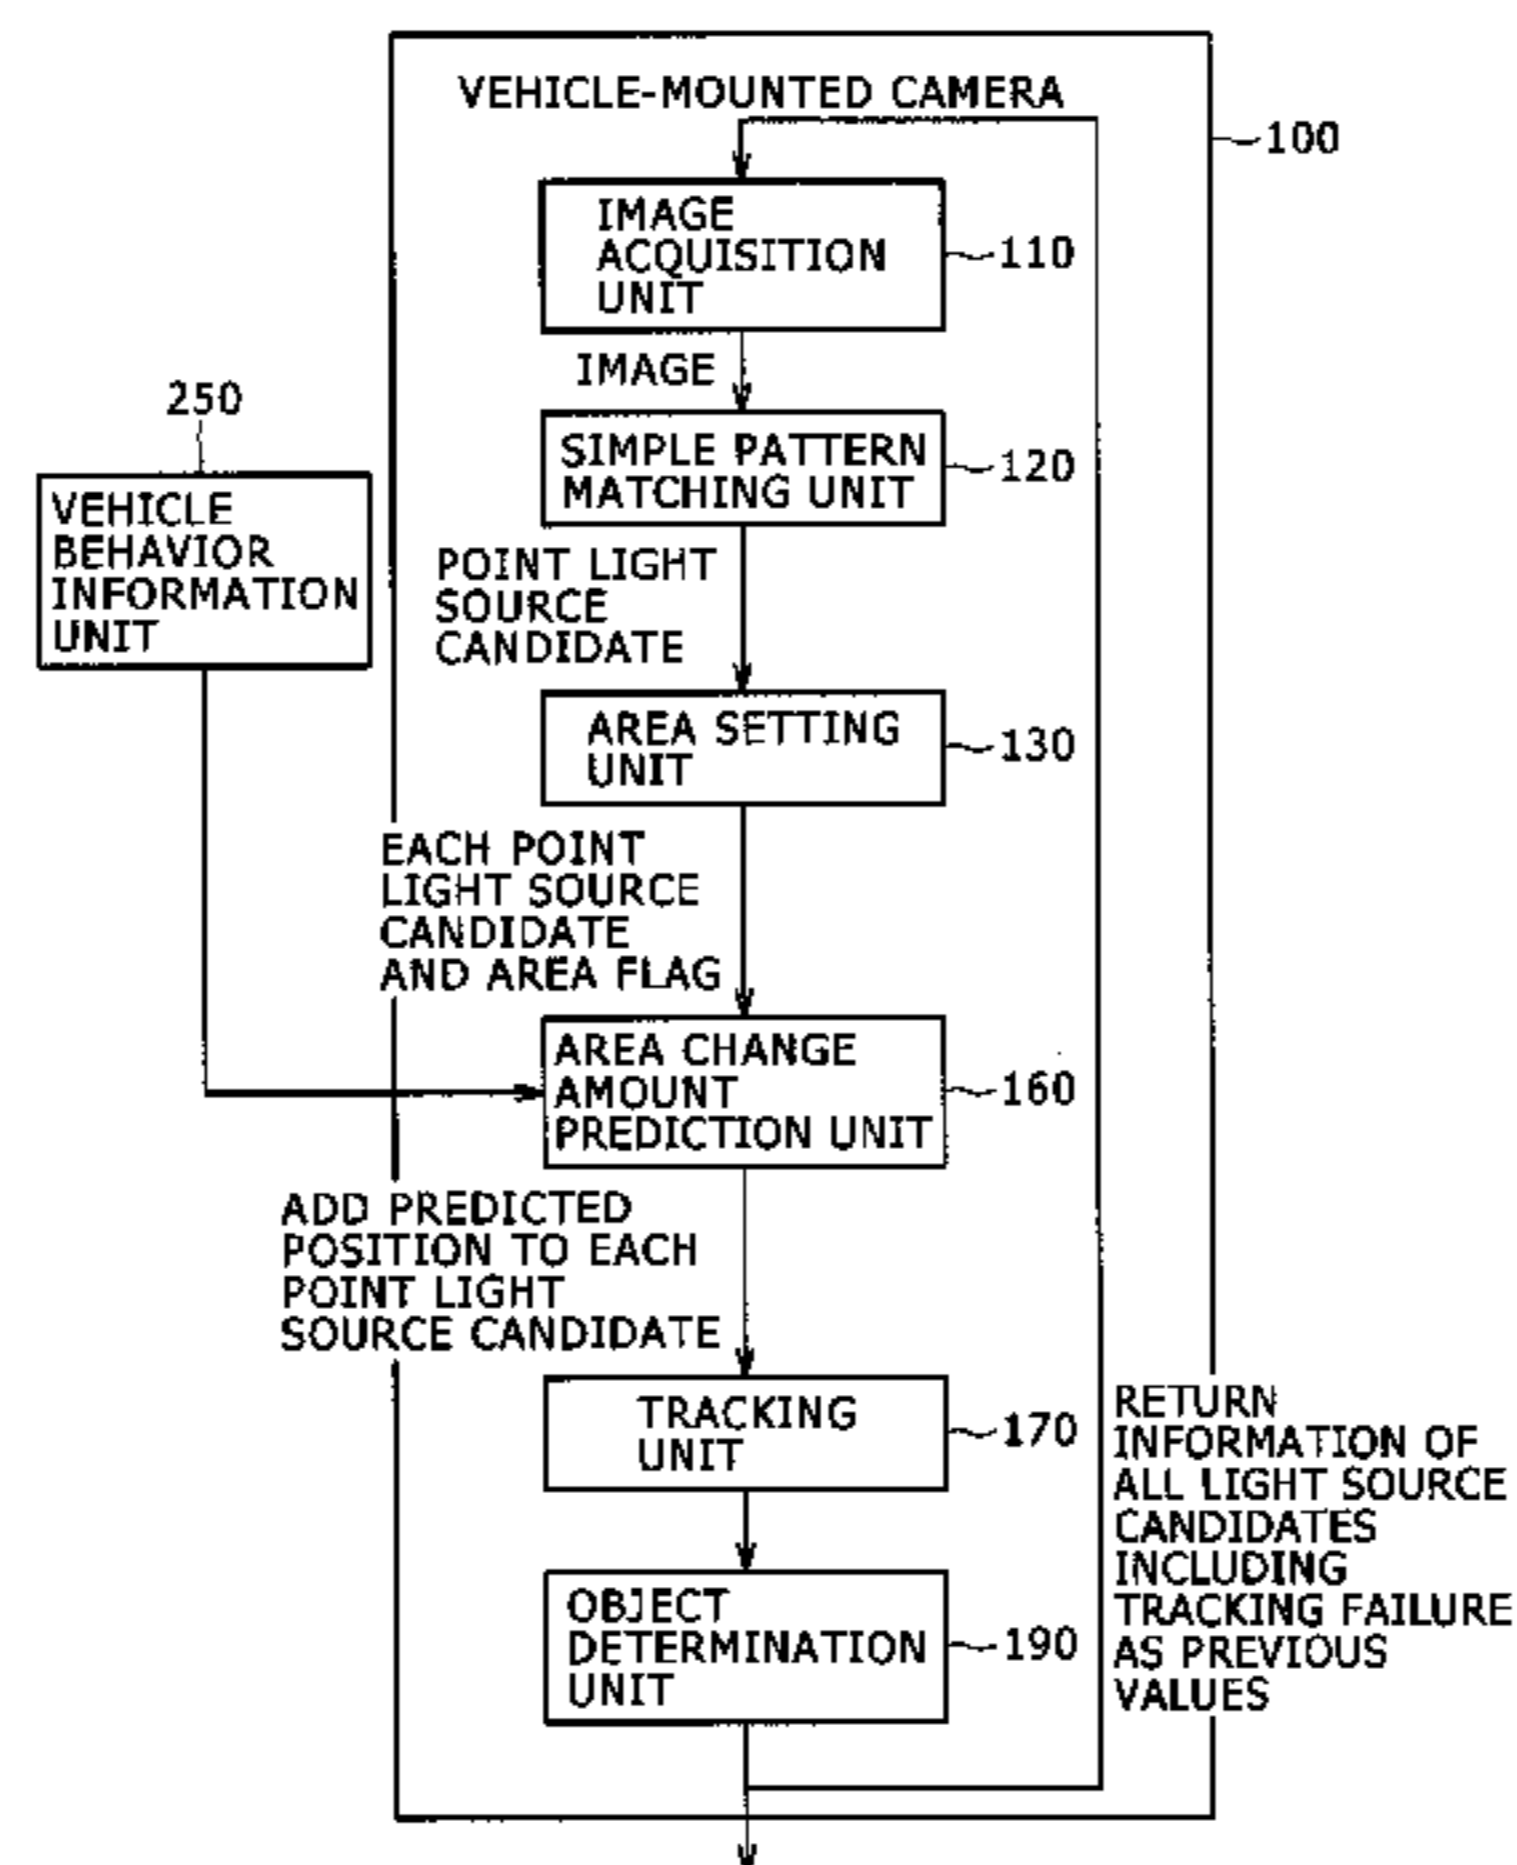 VEHICLE-MOUNTED CAMERA
100
IMAGE
ACQUISITION
UNIT
110
IMAGE
250
SIMPLE PATTERN
MATCHING UNIT
120
VEHICLE
BEHAVIOR
INFORMATION
UNIT
POINT LIGHT
SOURCE
CANDIDATE
AREA SETTING
UNIT
130
EACH POINT
LIGHT SOURCE
CANDIDATE
AND AREA FLAG
AREA CHANGE
AMOUNT
PREDICTION UNIT
160
ADD PREDICTED
POSITION TO EACH
POINT LIGHT
SOURCE CANDIDATE
TRACKING
UNIT
170
RETURN
INFORMATION OF
ALL LIGHT SOURCE
CANDIDATES
INCLUDING
TRACKING FAILURE
AS PREVIOUS
VALUES
OBJECT
DETERMINATION
UNIT
190